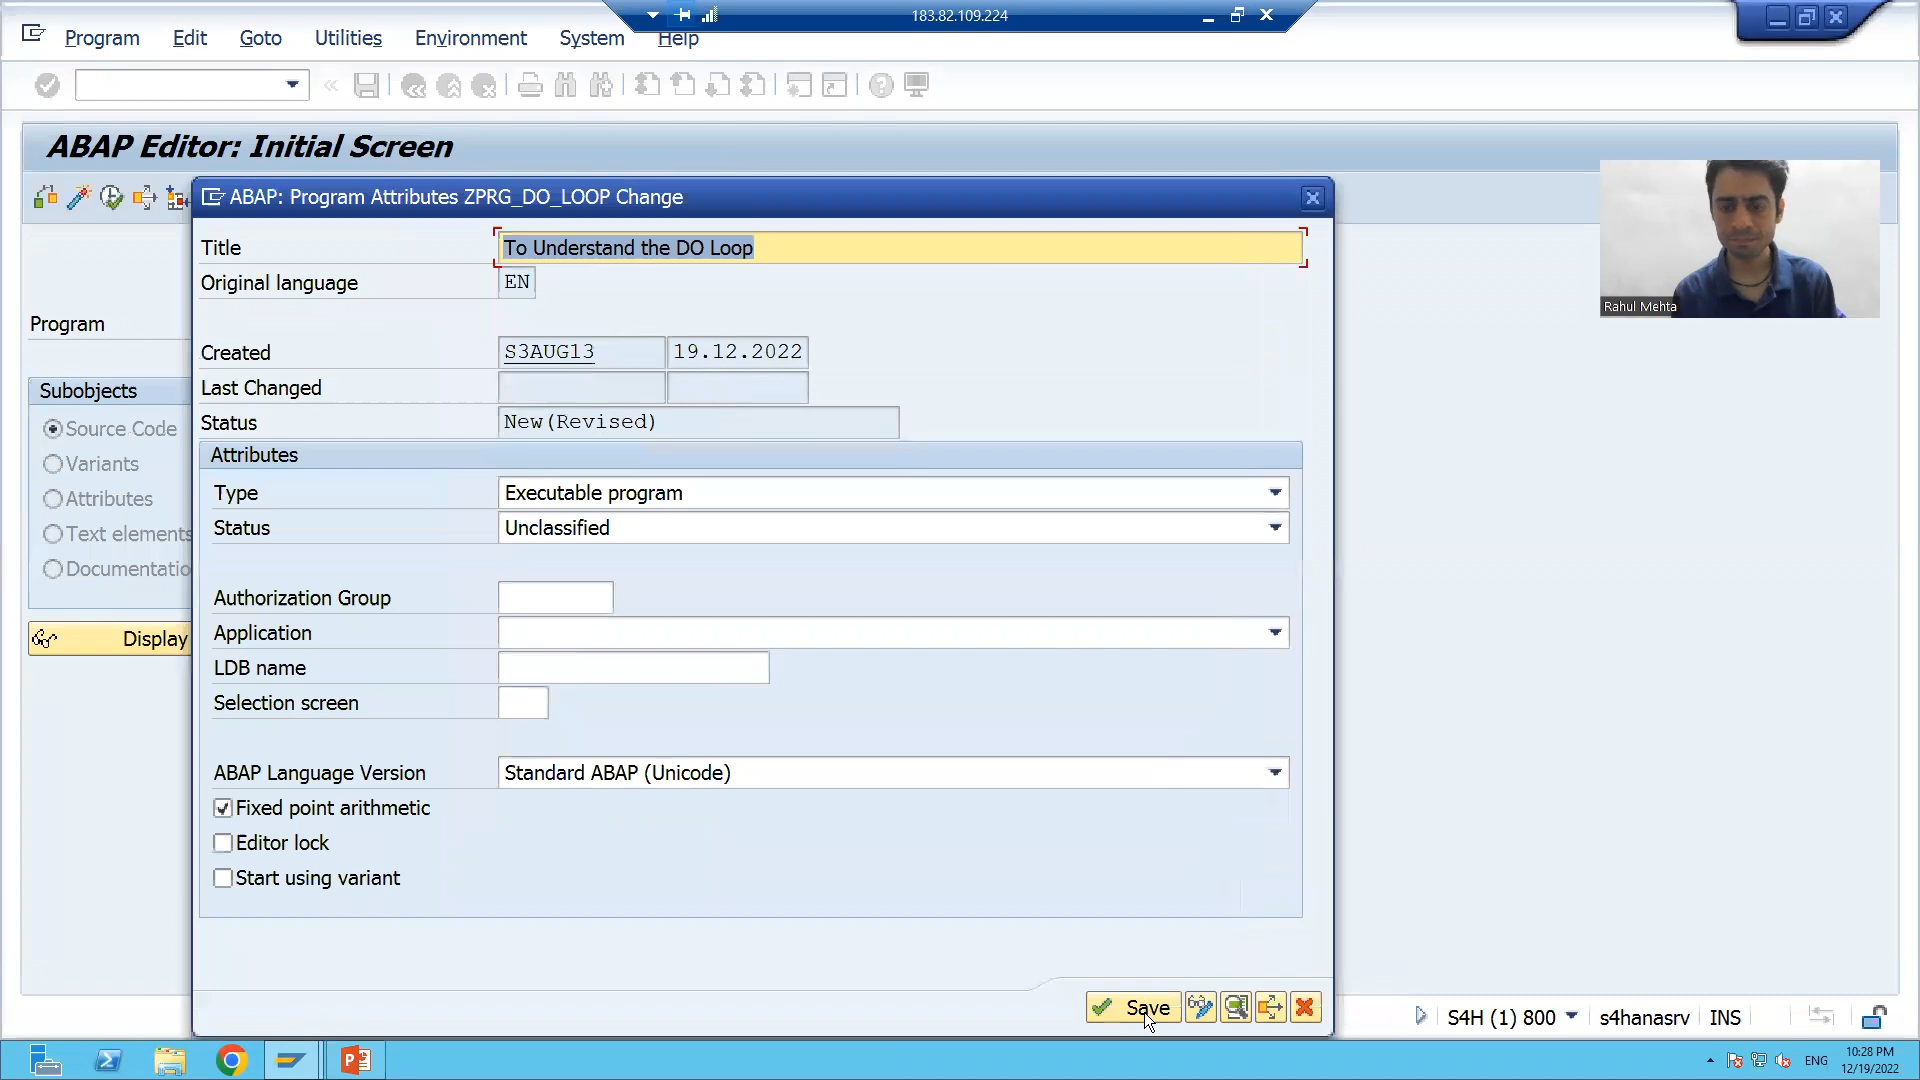 183.82.109.224
Program Edit Goto Utilities Environment System Help
ABAP Editor: Initial Screen
ABAP: Program Attributes ZPRG_DO_LOOP Change
Title To Understand the DO Loop
Original language EN
Rahul Mehta
Program
Created S3AUG13 19.12.2022
Last Changed
Subobjects
Status New(Revised)
Source Code
Attributes
Variants
Type Executable program
Attributes
Status Unclassified
Text elements
Documentatio
Authorization Group
Application
Display
LDB name
Selection screen
ABAP Language Version Standard ABAP (Unicode)
Fixed point arithmetic
Editor lock
Start using variant
Save
S4H (1) 800 s4hanasrv INS
ENG
10:28 PM
12/19/2022